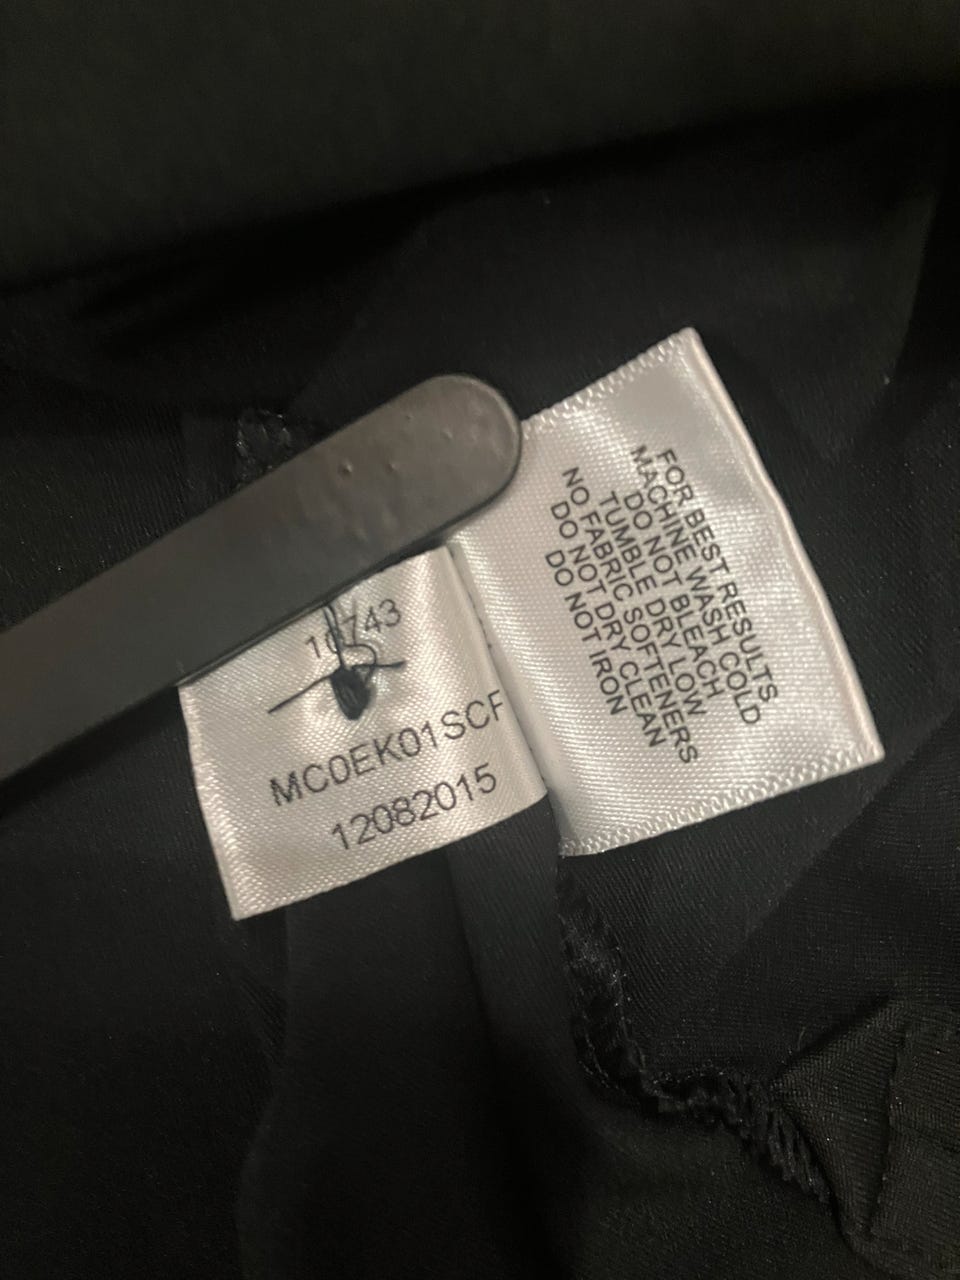 10743
MC0EK01SCF
12082015
FOR BEST RESULTS
MACHINE WASH COLD
DO NOT BLEACH
TUMBLE DRY LOW
NO FABRIC SOFTENERS
DO NOT DRY CLEAN
DO NOT IRON